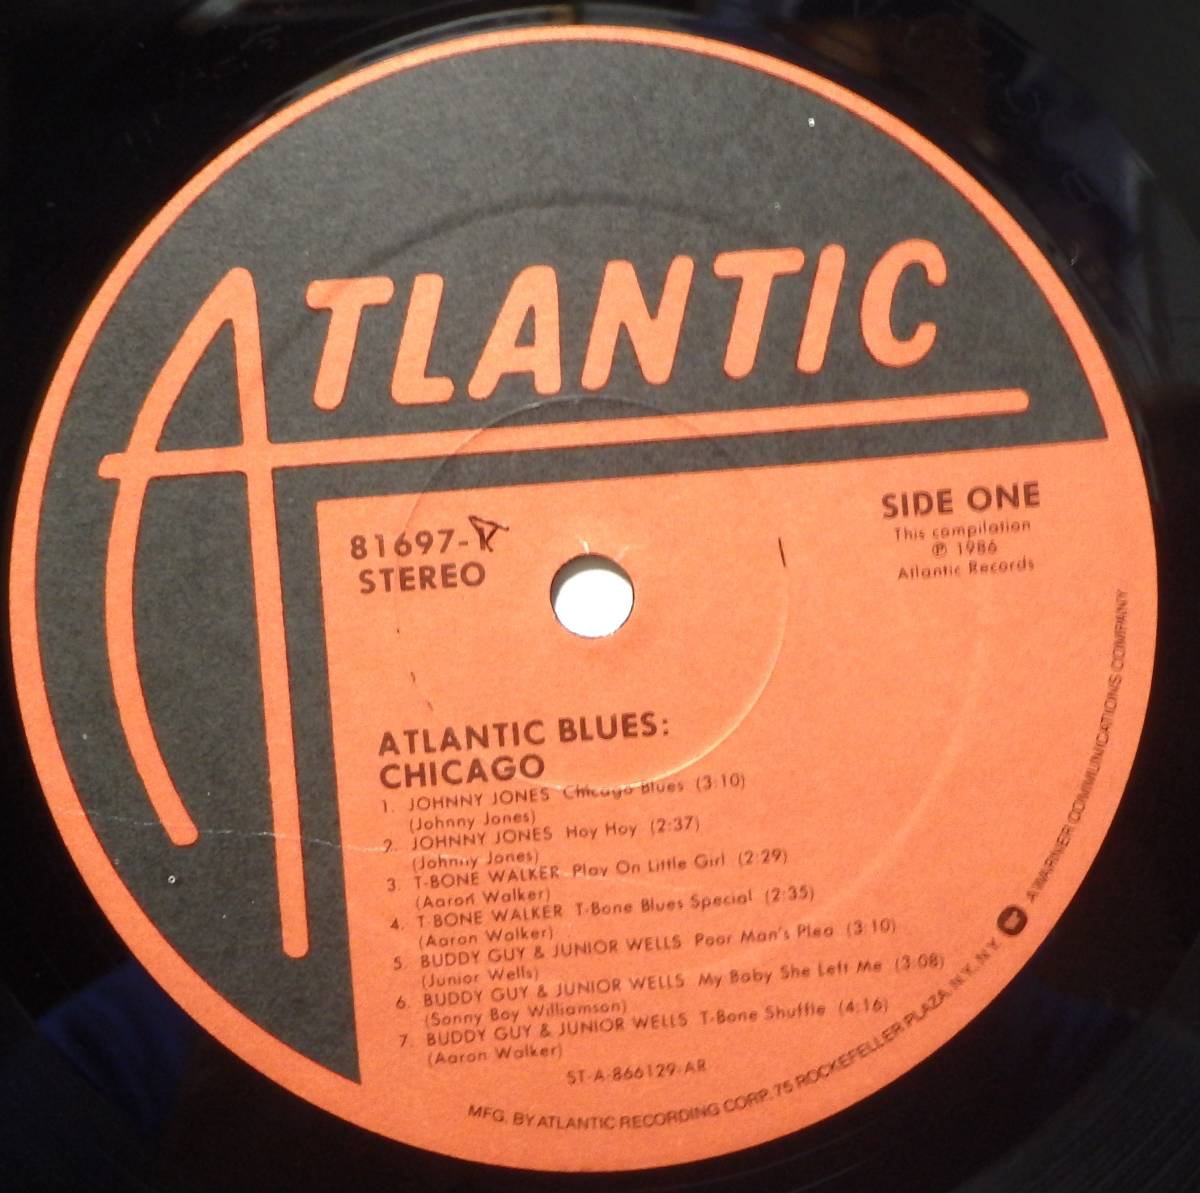 ATLANTIC
81697-1
STEREO
SIDE ONE
This compilation
℗ 1986
Atlantic Records
ATLANTIC BLUES:
CHICAGO
1. JOHNNY JONES Chicago Blues (3:10)
(Johnny Jones)
2. JOHNNY JONES Hoy Hoy (2:37)
(Johnny Jones)
3. T-BONE WALKER Play On Little Girl (2:29)
(Aaron Walker)
4. T-BONE WALKER T-Bone Blues Special (2:35)
(Aaron Walker)
5. BUDDY GUY & JUNIOR WELLS Poor Man's Plea (3:10)
(Junior Wells)
6. BUDDY GUY & JUNIOR WELLS My Baby She Left Me (3:08)
(Sonny Boy Williamson)
7. BUDDY GUY & JUNIOR WELLS T-Bone Shuffle (4:16)
(Aaron Walker)
ST-A-866129-AR
MFG. BY ATLANTIC RECORDING CORP. 75 ROCKEFELLER PLAZA, N.Y. N.Y. A WARNER COMMUNICATIONS COMPANY